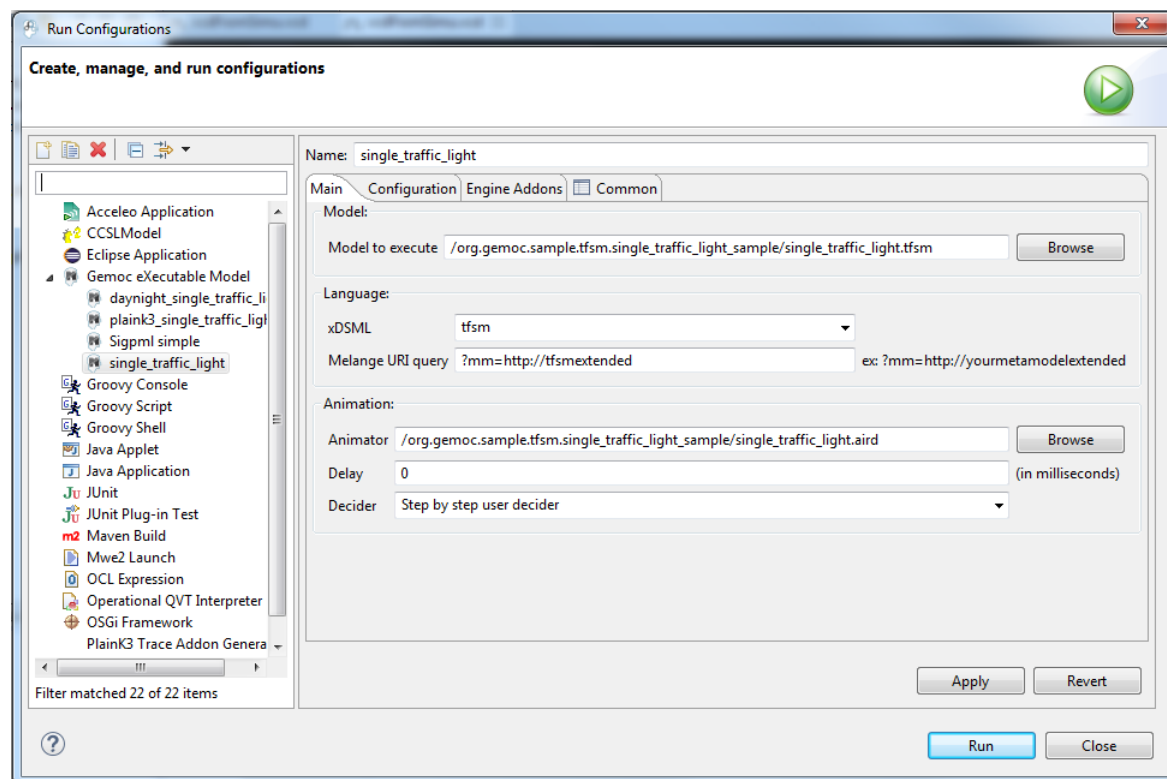 Run Configurations
Create, manage, and run configurations
Name: single_traffic_light
Main Configuration Engine Addons Common
Acceleo Application
CCSLModel
Eclipse Application
Gemoc eXecutable Model
daynight_single_traffic_li
plaink3_single_traffic_ligh
Sigpml simple
single_traffic_light
Groovy Console
Groovy Script
Groovy Shell
Java Applet
Java Application
JUnit
JUnit Plug-in Test
Maven Build
Mwe2 Launch
OCL Expression
Operational QVT Interpreter
OSGi Framework
PlainK3 Trace Addon Genera
Filter matched 22 of 22 items
Model:
Model to execute /org.gemoc.sample.tfsm.single_traffic_light_sample/single_traffic_light.tfsm Browse
Language:
xDSML tfsm
Melange URI query ?mm=http://tfsmextended ex: ?mm=http://yourmetamodelextended
Animation:
Animator /org.gemoc.sample.tfsm.single_traffic_light_sample/single_traffic_light.aird Browse
Delay 0 (in milliseconds)
Decider Step by step user decider
Apply Revert
Run Close